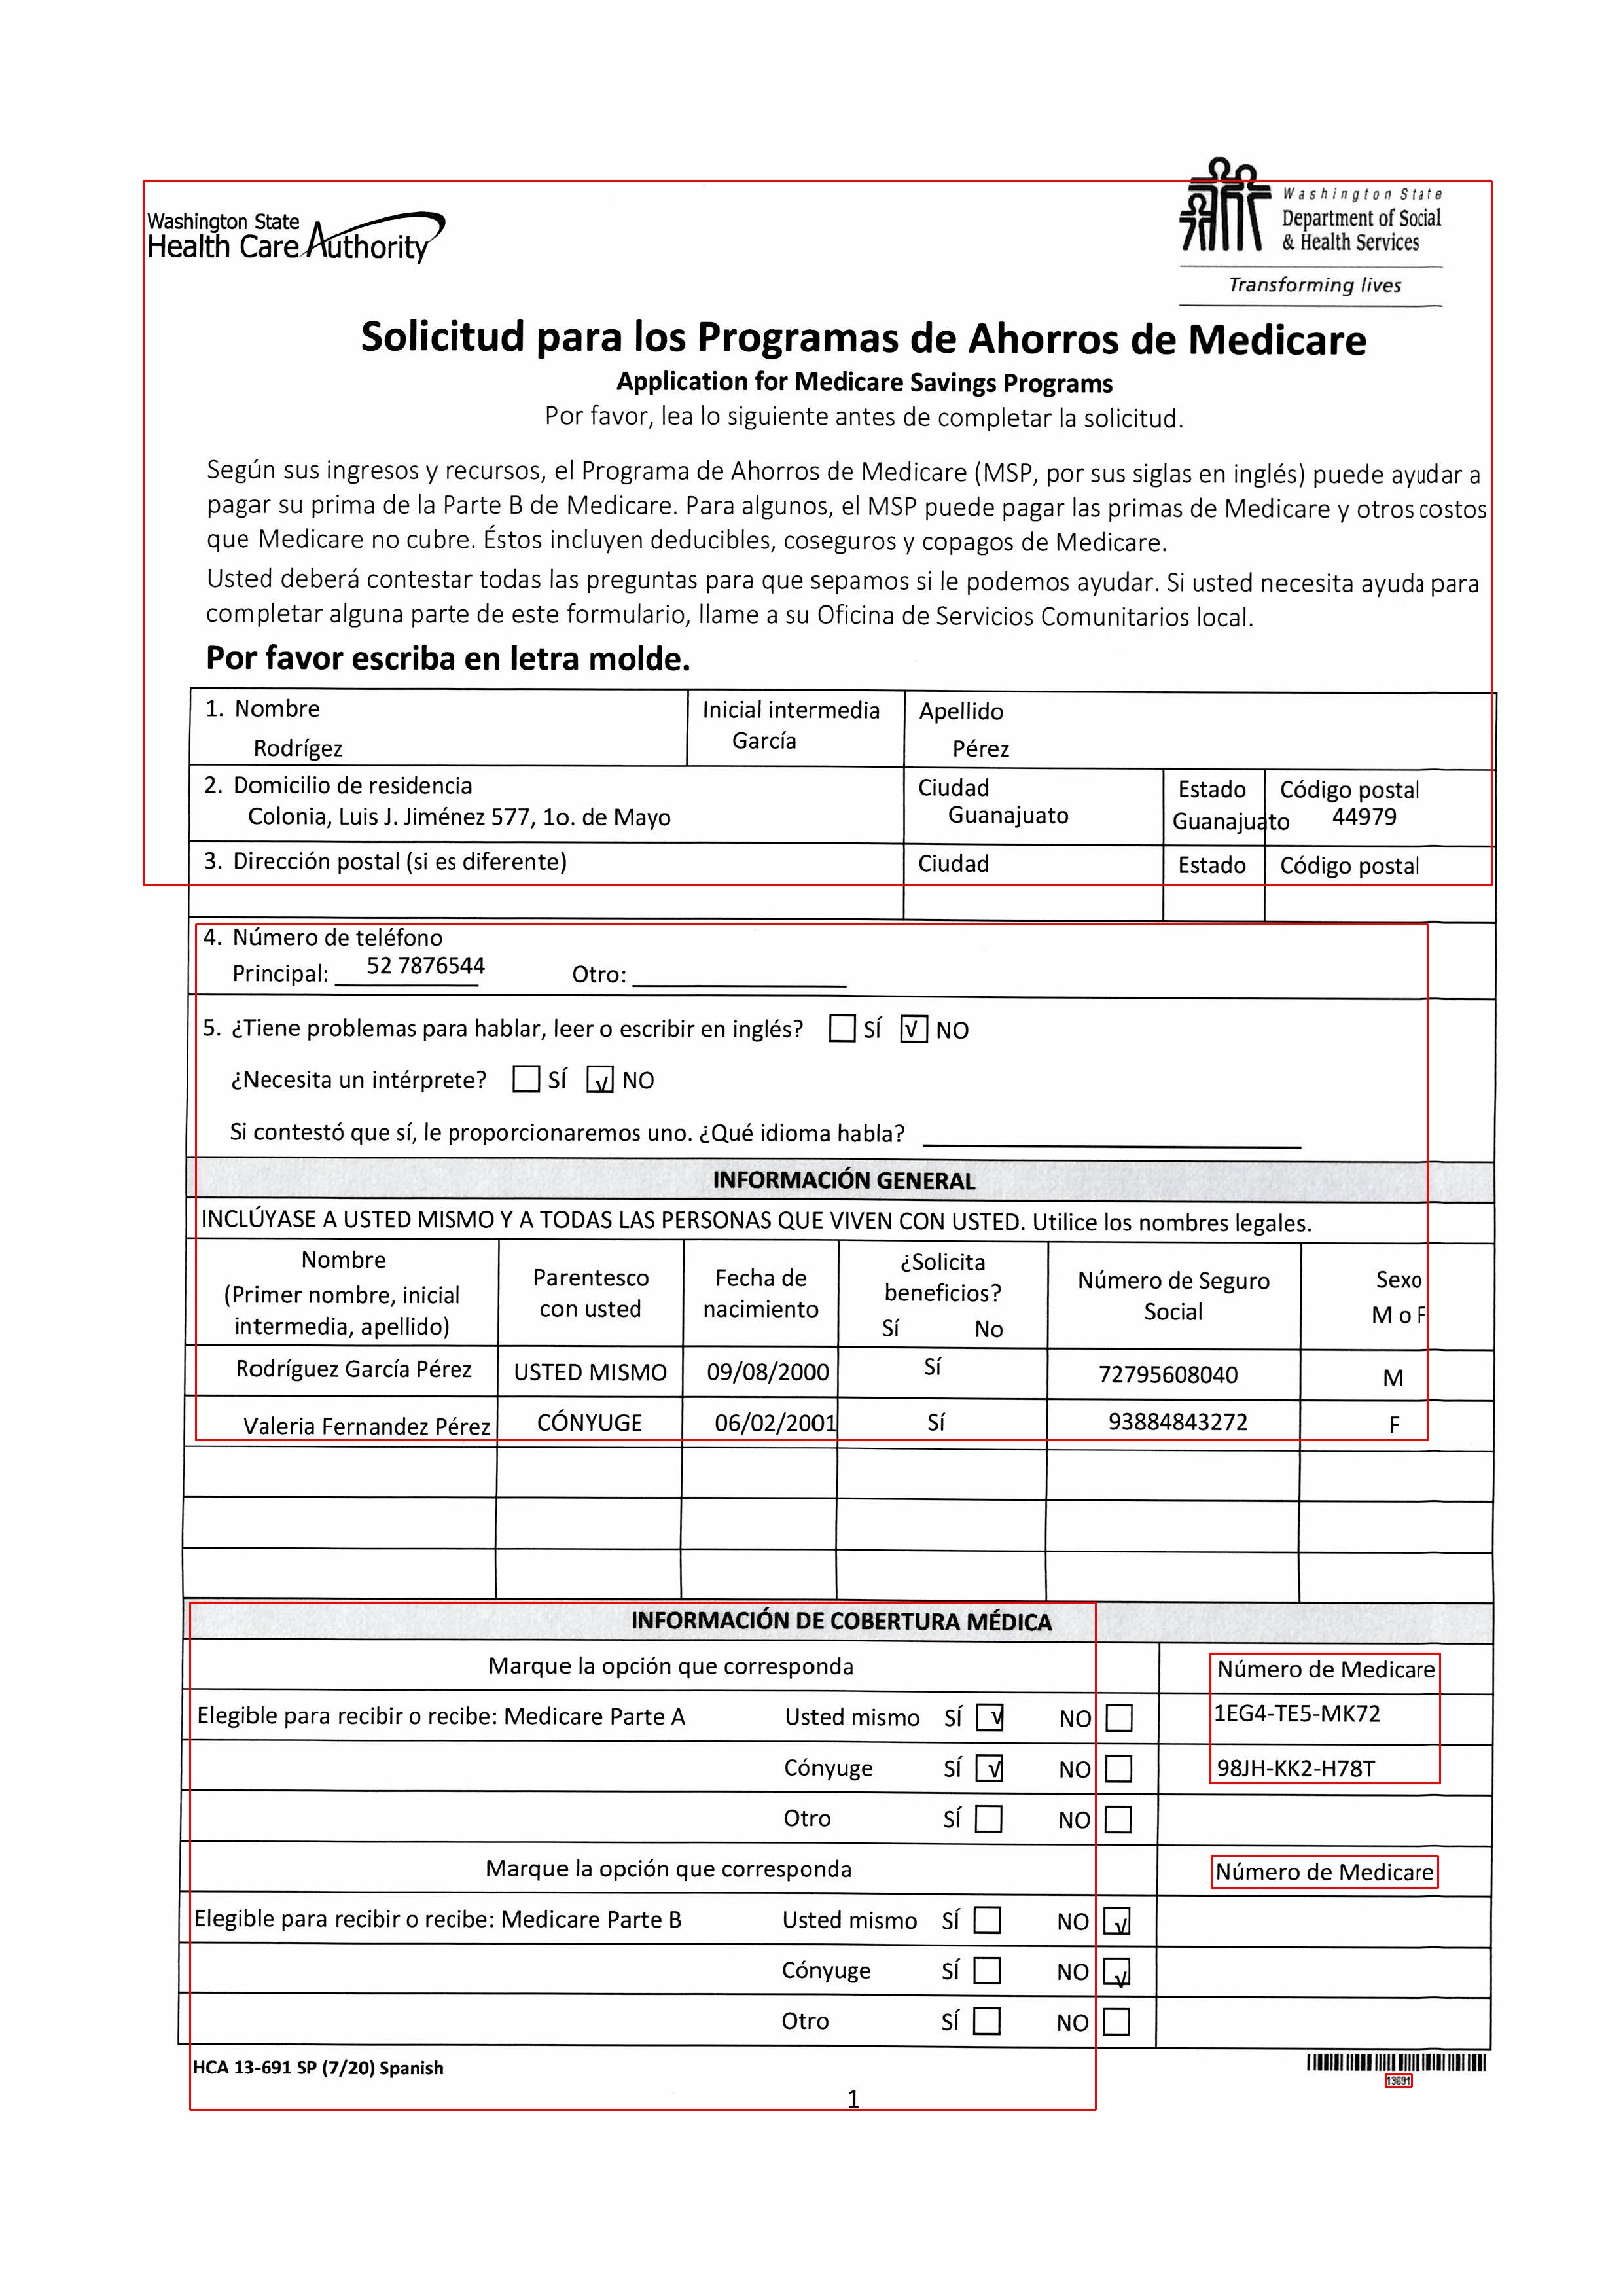 Washington State
Health Care Authority
Washington State
Department of Social
& Health Services
Transforming lives
Solicitud para los Programas de Ahorros de Medicare
Application for Medicare Savings Programs
Por favor, lea lo siguiente antes de completar la solicitud.
Según sus ingresos y recursos, el Programa de Ahorros de Medicare (MSP, por sus siglas en inglés) puede ayudar a
pagar su prima de la Parte B de Medicare. Para algunos, el MSP puede pagar las primas de Medicare y otros costos
que Medicare no cubre. Éstos incluyen deducibles, coseguros y copagos de Medicare.
Usted deberá contestar todas las preguntas para que sepamos si le podemos ayudar. Si usted necesita ayuda para
completar alguna parte de este formulario, llame a su Oficina de Servicios Comunitarios local.
Por favor escriba en letra molde.
1. Nombre Inicial intermedia Apellido
Rodrígez García Pérez
2. Domicilio de residencia Ciudad Estado Código postal
Colonia, Luis J. Jiménez 577, 1o. de Mayo Guanajuato Guanajuato 44979
3. Dirección postal (si es diferente) Ciudad Estado Código postal
4. Número de teléfono
Principal: 52 7876544 Otro:
5. ¿Tiene problemas para hablar, leer o escribir en inglés? SÍ √ NO
¿Necesita un intérprete? SÍ √ NO
Si contestó que sí, le proporcionaremos uno. ¿Qué idioma habla?
INFORMACIÓN GENERAL
INCLÚYASE A USTED MISMO Y A TODAS LAS PERSONAS QUE VIVEN CON USTED. Utilice los nombres legales.
Nombre
(Primer nombre, inicial
intermedia, apellido)
Parentesco
con usted
Fecha de
nacimiento
¿Solicita
beneficios?
Sí No
Número de Seguro
Social
Sexo
M o F
Rodríguez García Pérez USTED MISMO 09/08/2000 Sí 72795608040 M
Valeria Fernandez Pérez CÓNYUGE 06/02/2001 Sí 93884843272 F
INFORMACIÓN DE COBERTURA MÉDICA
Marque la opción que corresponda Número de Medicare
Elegible para recibir o recibe: Medicare Parte A Usted mismo SÍ √ NO 1EG4-TE5-MK72
Cónyuge SÍ √ NO 98JH-KK2-H78T
Otro SÍ NO
Marque la opción que corresponda Número de Medicare
Elegible para recibir o recibe: Medicare Parte B Usted mismo SÍ NO √
Cónyuge SÍ NO √
Otro SÍ NO
HCA 13-691 SP (7/20) Spanish
13691
1